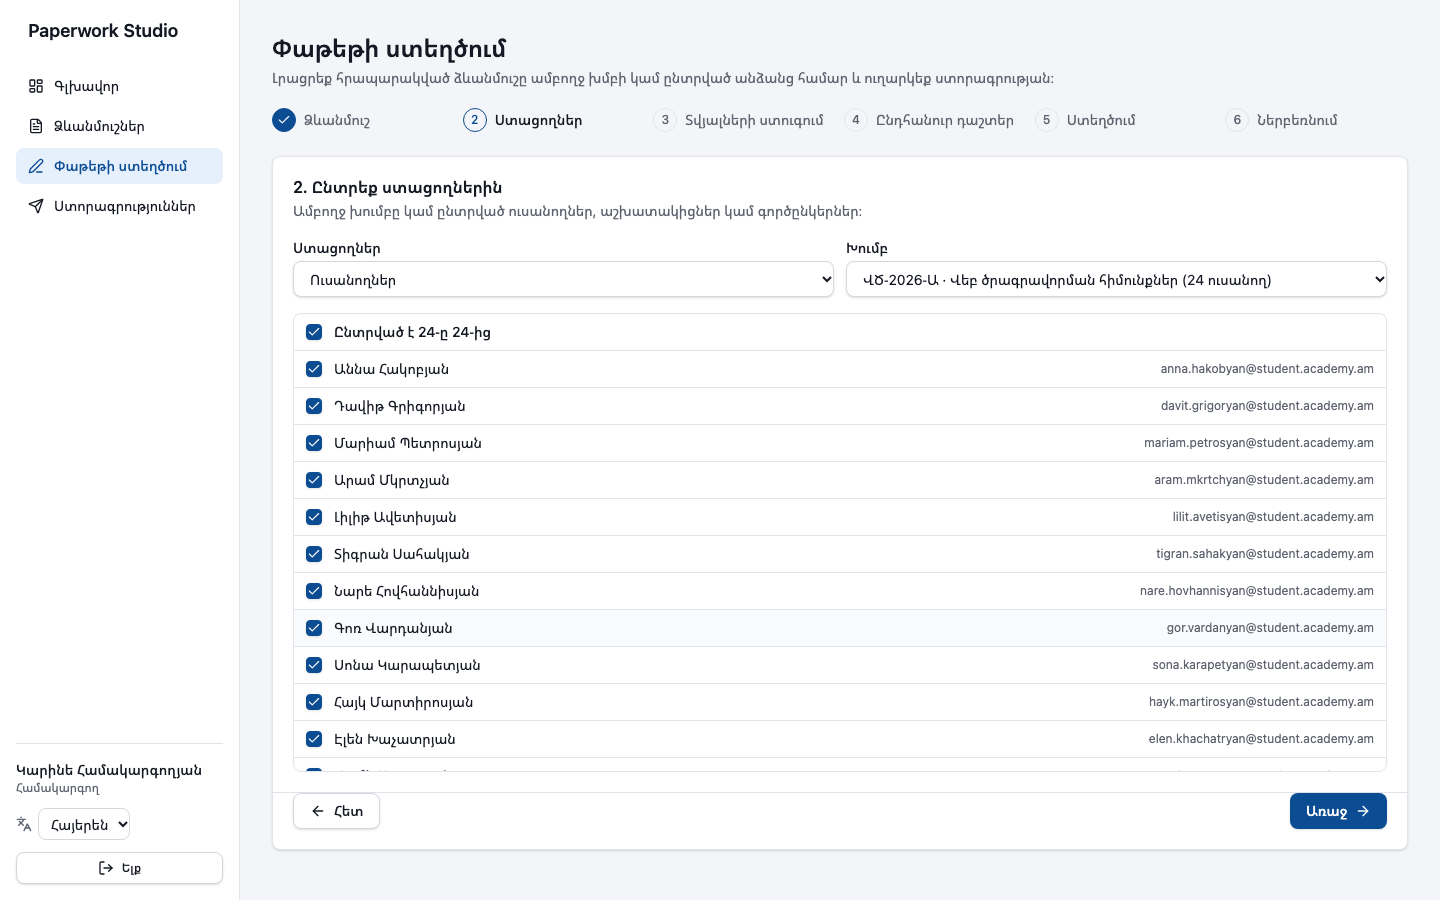 Paperwork Studio
Գլխավոր
Ձևանմուշներ
Փաթեթի ստեղծում
Ստորագրություններ
Կարինե Համակարգողյան
Համակարգող
Հայերեն
Ելք
Փաթեթի ստեղծում
Լրացրեք հրապարակված ձևանմուշը ամբողջ խմբի կամ ընտրված անձանց համար և ուղարկեք ստորագրության։
Ձևանմուշ
2 Ստացողներ
3 Տվյալների ստուգում
4 Ընդհանուր դաշտեր
5 Ստեղծում
6 Ներբեռնում
2. Ընտրեք ստացողներին
Ամբողջ խումբը կամ ընտրված ուսանողներ, աշխատակիցներ կամ գործընկերներ։
Ստացողներ
Ուսանողներ
Խումբ
ՎԾ-2026-Ա · Վեբ ծրագրավորման հիմունքներ (24 ուսանող)
Ընտրված է 24-ը 24-ից
Աննա Հակոբյան anna.hakobyan@student.academy.am
Դավիթ Գրիգորյան davit.grigoryan@student.academy.am
Մարիամ Պետրոսյան mariam.petrosyan@student.academy.am
Արամ Մկրտչյան aram.mkrtchyan@student.academy.am
Լիլիթ Ավետիսյան lilit.avetisyan@student.academy.am
Տիգրան Սահակյան tigran.sahakyan@student.academy.am
Նարե Հովհաննիսյան nare.hovhannisyan@student.academy.am
Գոռ Վարդանյան gor.vardanyan@student.academy.am
Սոնա Կարապետյան sona.karapetyan@student.academy.am
Հայկ Մարտիրոսյան hayk.martirosyan@student.academy.am
Էլեն Խաչատրյան elen.khachatryan@student.academy.am
Հետ
Առաջ